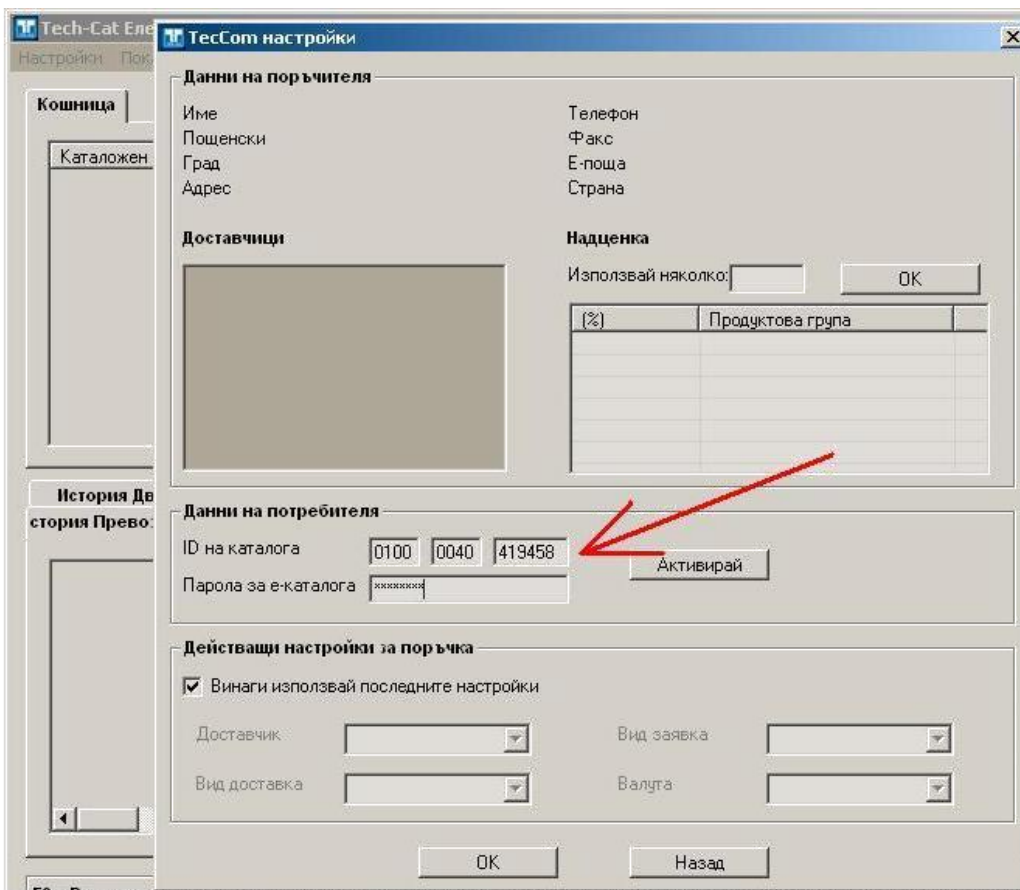 Tech-Cat Еле
TecCom настройки
Настройки Пок
Кошница
Каталожен
История Дв
стория Прево
Данни на поръчителя
Име
Телефон
Пощенски
Факс
Град
Е-поща
Адрес
Страна
Доставчици
Надценка
Използвай няколко:
OK
(%) Продуктова група
Данни на потребителя
ID на каталога 0100 0040 419458
Активирай
Парола за е-каталога ********
Действащи настройки за поръчка
Винаги използвай последните настройки
Доставчик
Вид заявка
Вид доставка
Валута
OK
Назад